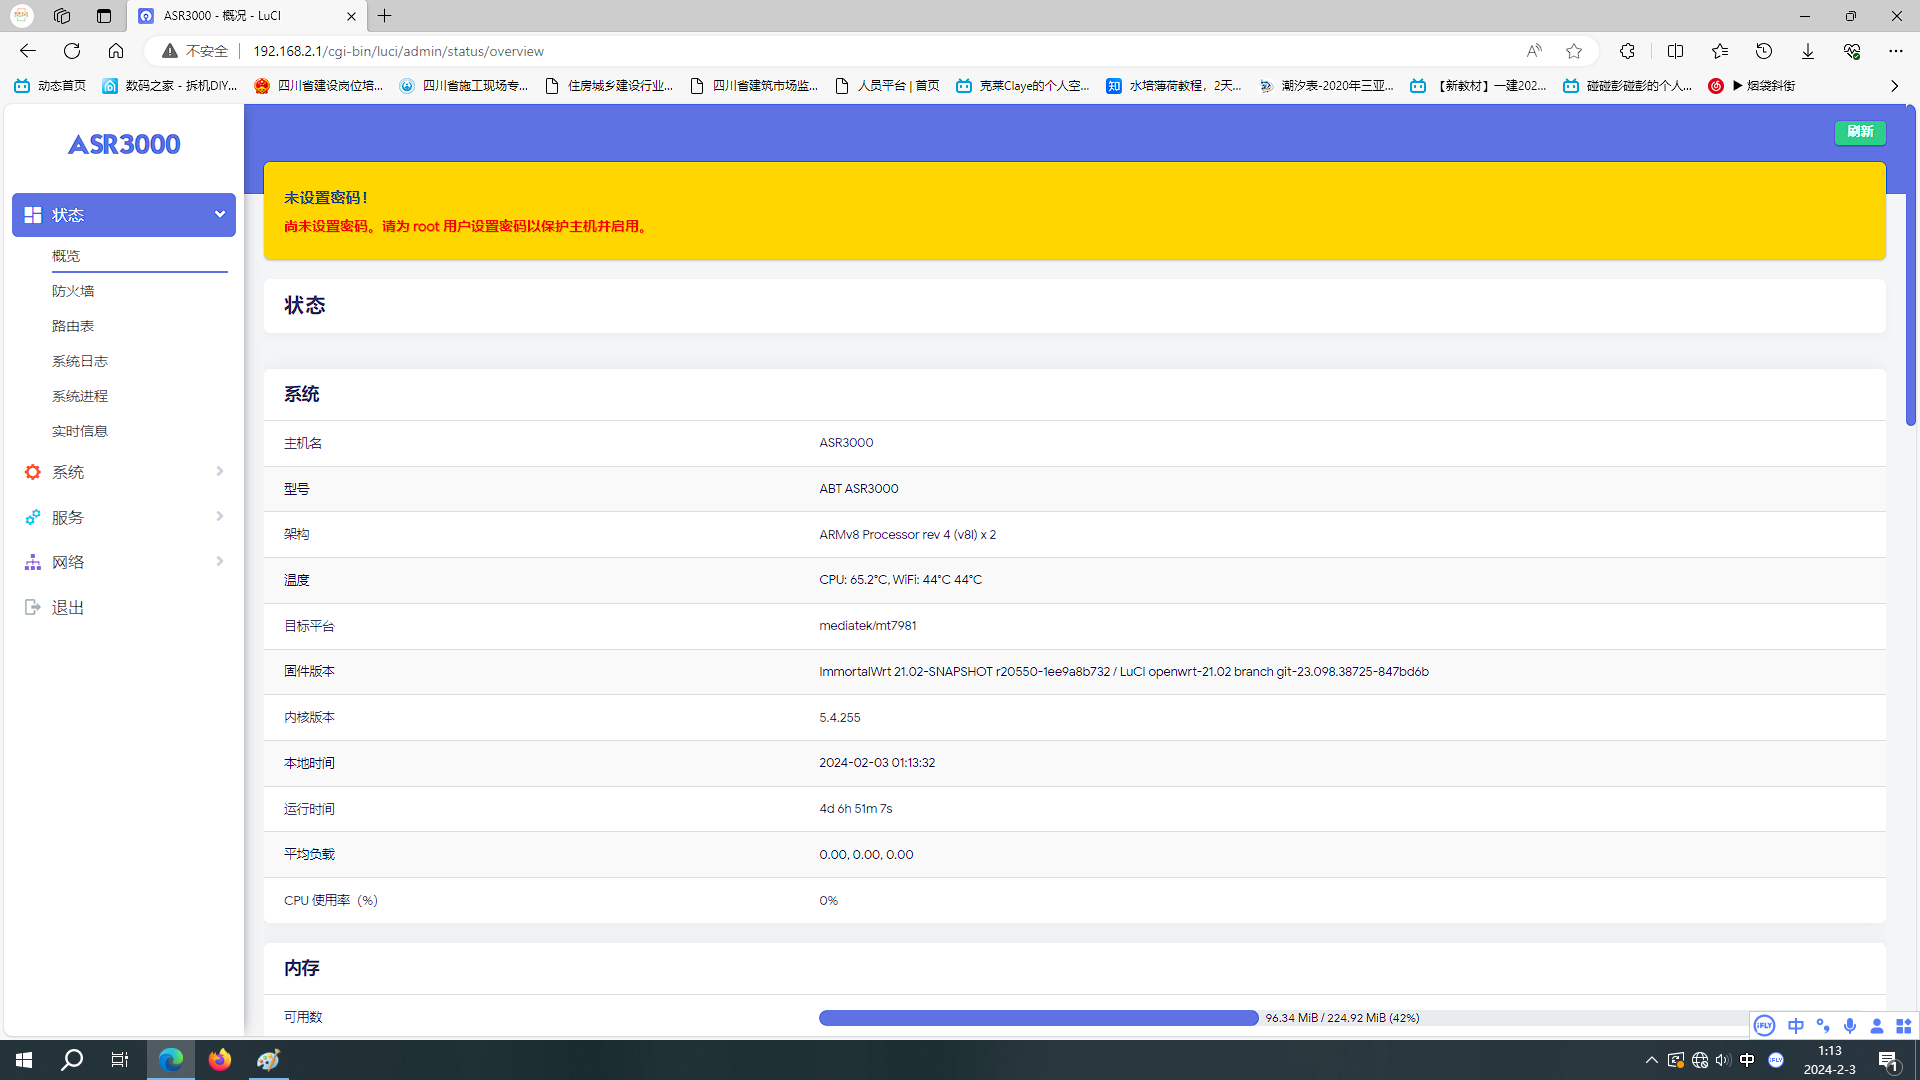 ASR3000 - 概况 - LuCI
不安全
192.168.2.1/cgi-bin/luci/admin/status/overview
动态首页
数码之家 - 拆机DIY...
四川省建设岗位培...
四川省施工现场专...
住房城乡建设行业...
四川省建筑市场监...
人员平台 | 首页
克莱Claye的个人空...
水培薄荷教程，2天...
潮汐表-2020年三亚...
【新教材】一建202...
碰碰彭碰彭的个人...
▶ 烟袋斜街
ASR3000
刷新
状态
概览
防火墙
路由表
系统日志
系统进程
实时信息
系统
服务
网络
退出
未设置密码！
尚未设置密码。请为 root 用户设置密码以保护主机并启用。
状态
系统
主机名 ASR3000
型号 ABT ASR3000
架构 ARMv8 Processor rev 4 (v8l) x 2
温度 CPU: 65.2°C, WiFi: 44°C 44°C
目标平台 mediatek/mt7981
固件版本 ImmortalWrt 21.02-SNAPSHOT r20550-1ee9a8b732 / LuCI openwrt-21.02 branch git-23.098.38725-847bd6b
内核版本 5.4.255
本地时间 2024-02-03 01:13:32
运行时间 4d 6h 51m 7s
平均负载 0.00, 0.00, 0.00
CPU 使用率（%） 0%
内存
可用数 96.34 MiB / 224.92 MiB (42%)
iFLY 中
中 iFLY
1:13
2024-2-3
1